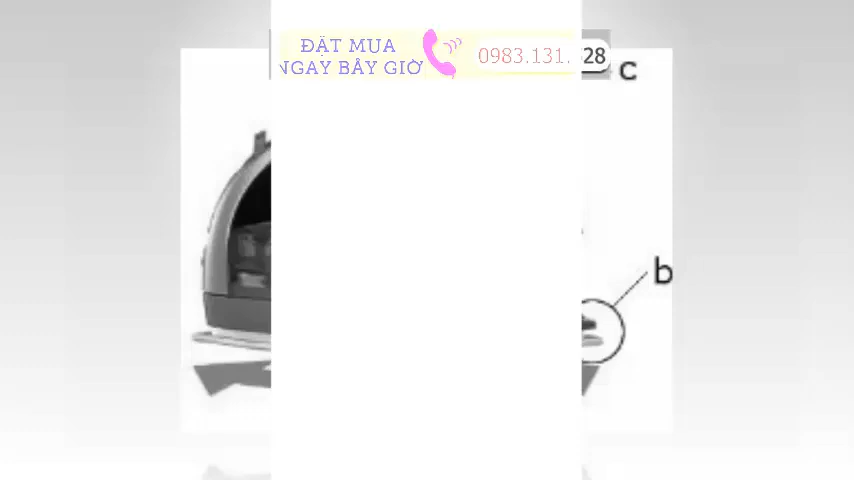 ĐẶT MUA
NGAY BÂY GIỜ
0983.131. 28
c
b